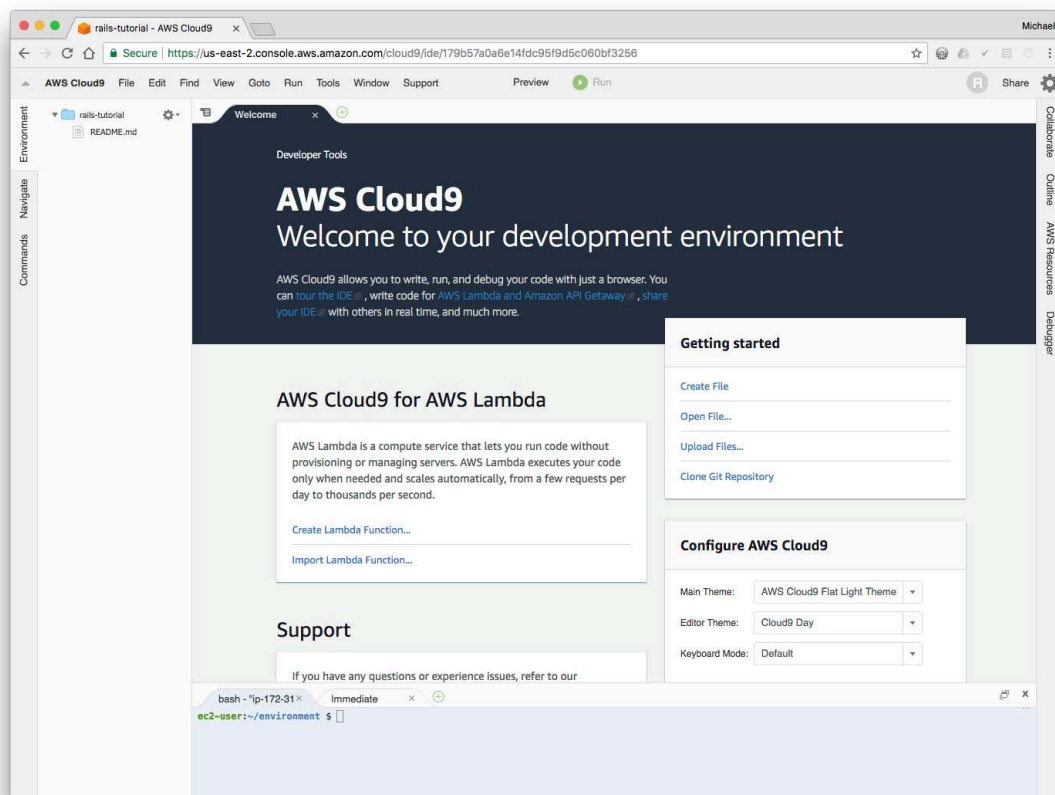 rails-tutorial - AWS Cloud9
Michael
Secure | https://us-east-2.console.aws.amazon.com/cloud9/ide/179b57a0a6e14fdc95f9d5c060bf3256
AWS Cloud9 File Edit Find View Goto Run Tools Window Support Preview Run R Share
Environment
Navigate
Commands
rails-tutorial
README.md
Welcome
Developer Tools
AWS Cloud9
Welcome to your development environment
AWS Cloud9 allows you to write, run, and debug your code with just a browser. You
can tour the IDE , write code for AWS Lambda and Amazon API Getaway , share
your IDE with others in real time, and much more.
Getting started
Create File
Open File...
Upload Files...
Clone Git Repository
AWS Cloud9 for AWS Lambda
AWS Lambda is a compute service that lets you run code without
provisioning or managing servers. AWS Lambda executes your code
only when needed and scales automatically, from a few requests per
day to thousands per second.
Create Lambda Function...
Import Lambda Function...
Configure AWS Cloud9
Main Theme: AWS Cloud9 Flat Light Theme
Editor Theme: Cloud9 Day
Keyboard Mode: Default
Support
If you have any questions or experience issues, refer to our
Collaborate
Outline
AWS Resources
Debugger
bash - "ip-172-31 Immediate
ec2-user:~/environment $